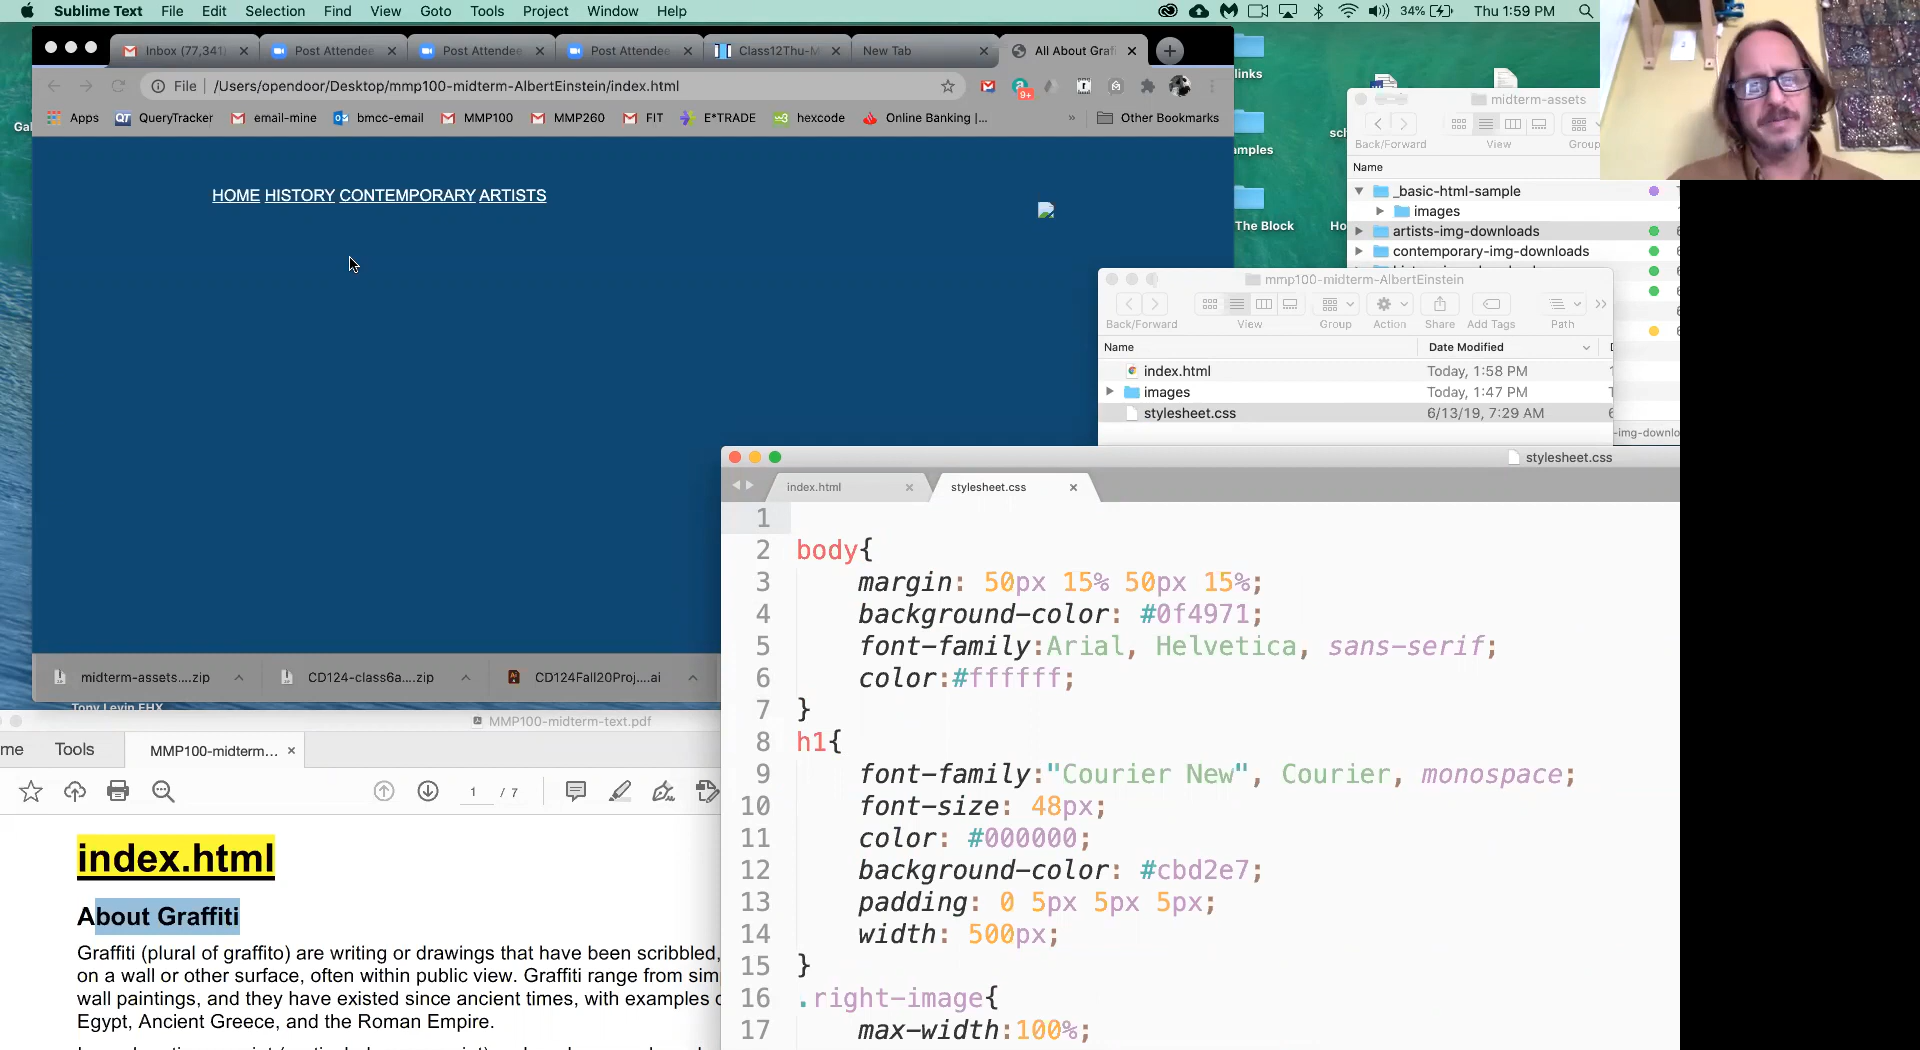 Sublime Text File Edit Selection Find View Goto Tools Project Window Help 34% Thu 1:59 PM
Inbox (77,341) Post Attendee Post Attendee Post Attendee Class12Thu-M New Tab All About Grafi
File /Users/opendoor/Desktop/mmp100-midterm-AlbertEinstein/index.html 9+
Apps QueryTracker email-mine bmcc-email MMP100 MMP260 FIT E*TRADE hexcode Online Banking |... » Other Bookmarks
HOME HISTORY CONTEMPORARY ARTISTS
links
amples
The Block
midterm-assets
Back/Forward View Group
Name
_basic-html-sample
images
artists-img-downloads
contemporary-img-downloads
mmp100-midterm-AlbertEinstein
Back/Forward View Group Action Share Add Tags Path
Name Date Modified
index.html Today, 1:58 PM
images Today, 1:47 PM
stylesheet.css 6/13/19, 7:29 AM
-img-downlo
stylesheet.css
index.html stylesheet.css
1
2 body{
3 margin: 50px 15% 50px 15%;
4 background-color: #0f4971;
5 font-family:Arial, Helvetica, sans-serif;
6 color:#ffffff;
7 }
8 h1{
9 font-family:"Courier New", Courier, monospace;
10 font-size: 48px;
11 color: #000000;
12 background-color: #cbd2e7;
13 padding: 0 5px 5px 5px;
14 width: 500px;
15 }
16 .right-image{
17 max-width:100%;
midterm-assets....zip CD124-class6a....zip CD124Fall20Proj....ai
Tony Levin FHX
MMP100-midterm-text.pdf
me Tools MMP100-midterm...
1 / 7
index.html
About Graffiti
Graffiti (plural of graffito) are writing or drawings that have been scribbled,
on a wall or other surface, often within public view. Graffiti range from sim
wall paintings, and they have existed since ancient times, with examples
Egypt, Ancient Greece, and the Roman Empire.